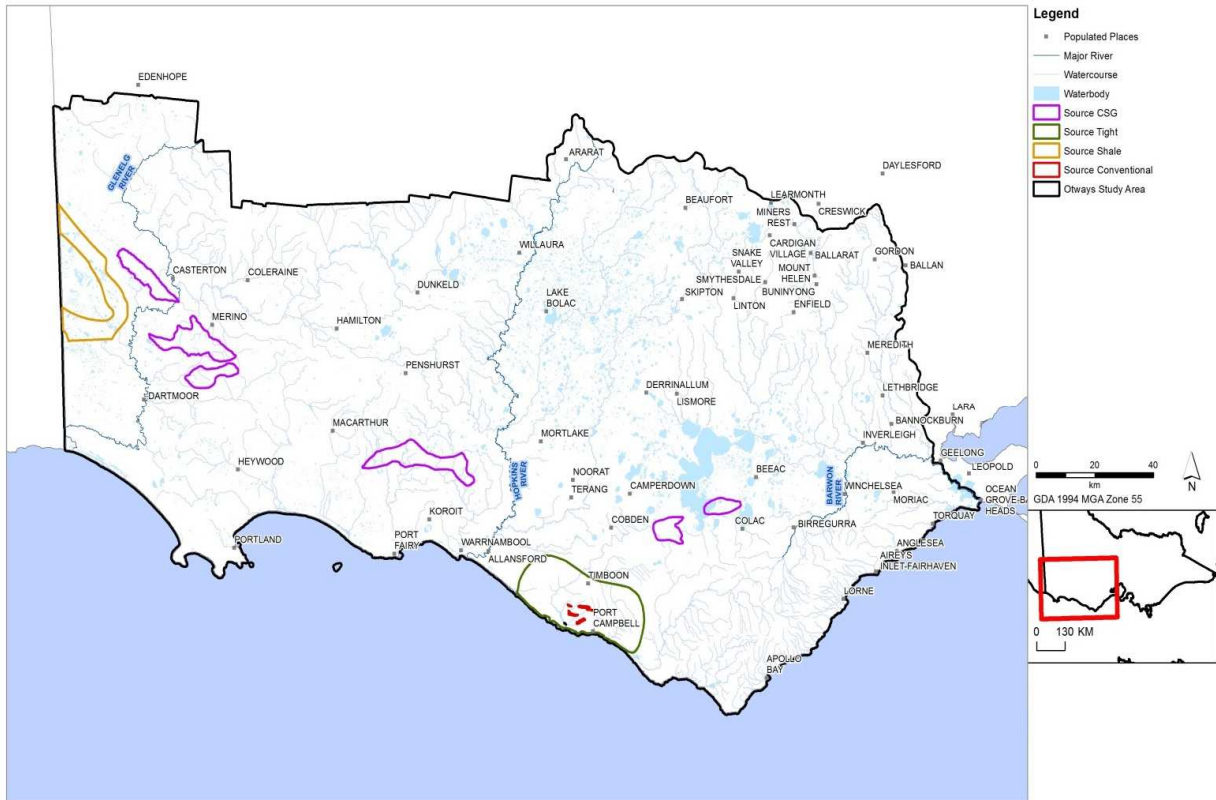 Legend
Populated Places
Major River
Watercourse
Waterbody
Source CSG
Source Tight
Source Shale
Source Conventional
Otways Study Area
EDENHOPE
GLENELG
RIVER
ARARAT
DAYLESFORD
BEAUFORT
LEARMONTH
MINERS
REST
CRESWICK
CARDIGAN
VILLAGE
BALLARAT
GORDON
BALLAN
WILLAURA
SNAKE
VALLEY
MOUNT
HELEN
SMYTHESDALE
BUNINYONG
CASTERTON
COLERAINE
DUNKELD
LAKE
BOLAC
SKIPTON
LINTON
ENFIELD
MERINO
HAMILTON
MEREDITH
PENSHURST
DERRINALLUM
LISMORE
LETHBRIDGE
DARTMOOR
LARA
BANNOCKBURN
MACARTHUR
MORTLAKE
INVERLEIGH
GEELONG
HEYWOOD
HOPKINS
RIVER
NOORAT
TERANG
CAMPERDOWN
BEEAC
BARWON
RIVER
WINCHELSEA
MORIAC
LEOPOLD
OCEAN
GROVE-BA
HEADS
KOROIT
COBDEN
COLAC
BIRREGURRA
TORQUAY
PORTLAND
PORT
FAIRY
WARRNAMBOOL
ALLANSFORD
ANGLESEA
AIREYS
INLET-FAIRHAVEN
TIMBOON
LORNE
PORT
CAMPBELL
APOLLO
BAY
0 20 40
km
N
GDA 1994 MGA Zone 55
0 130 KM